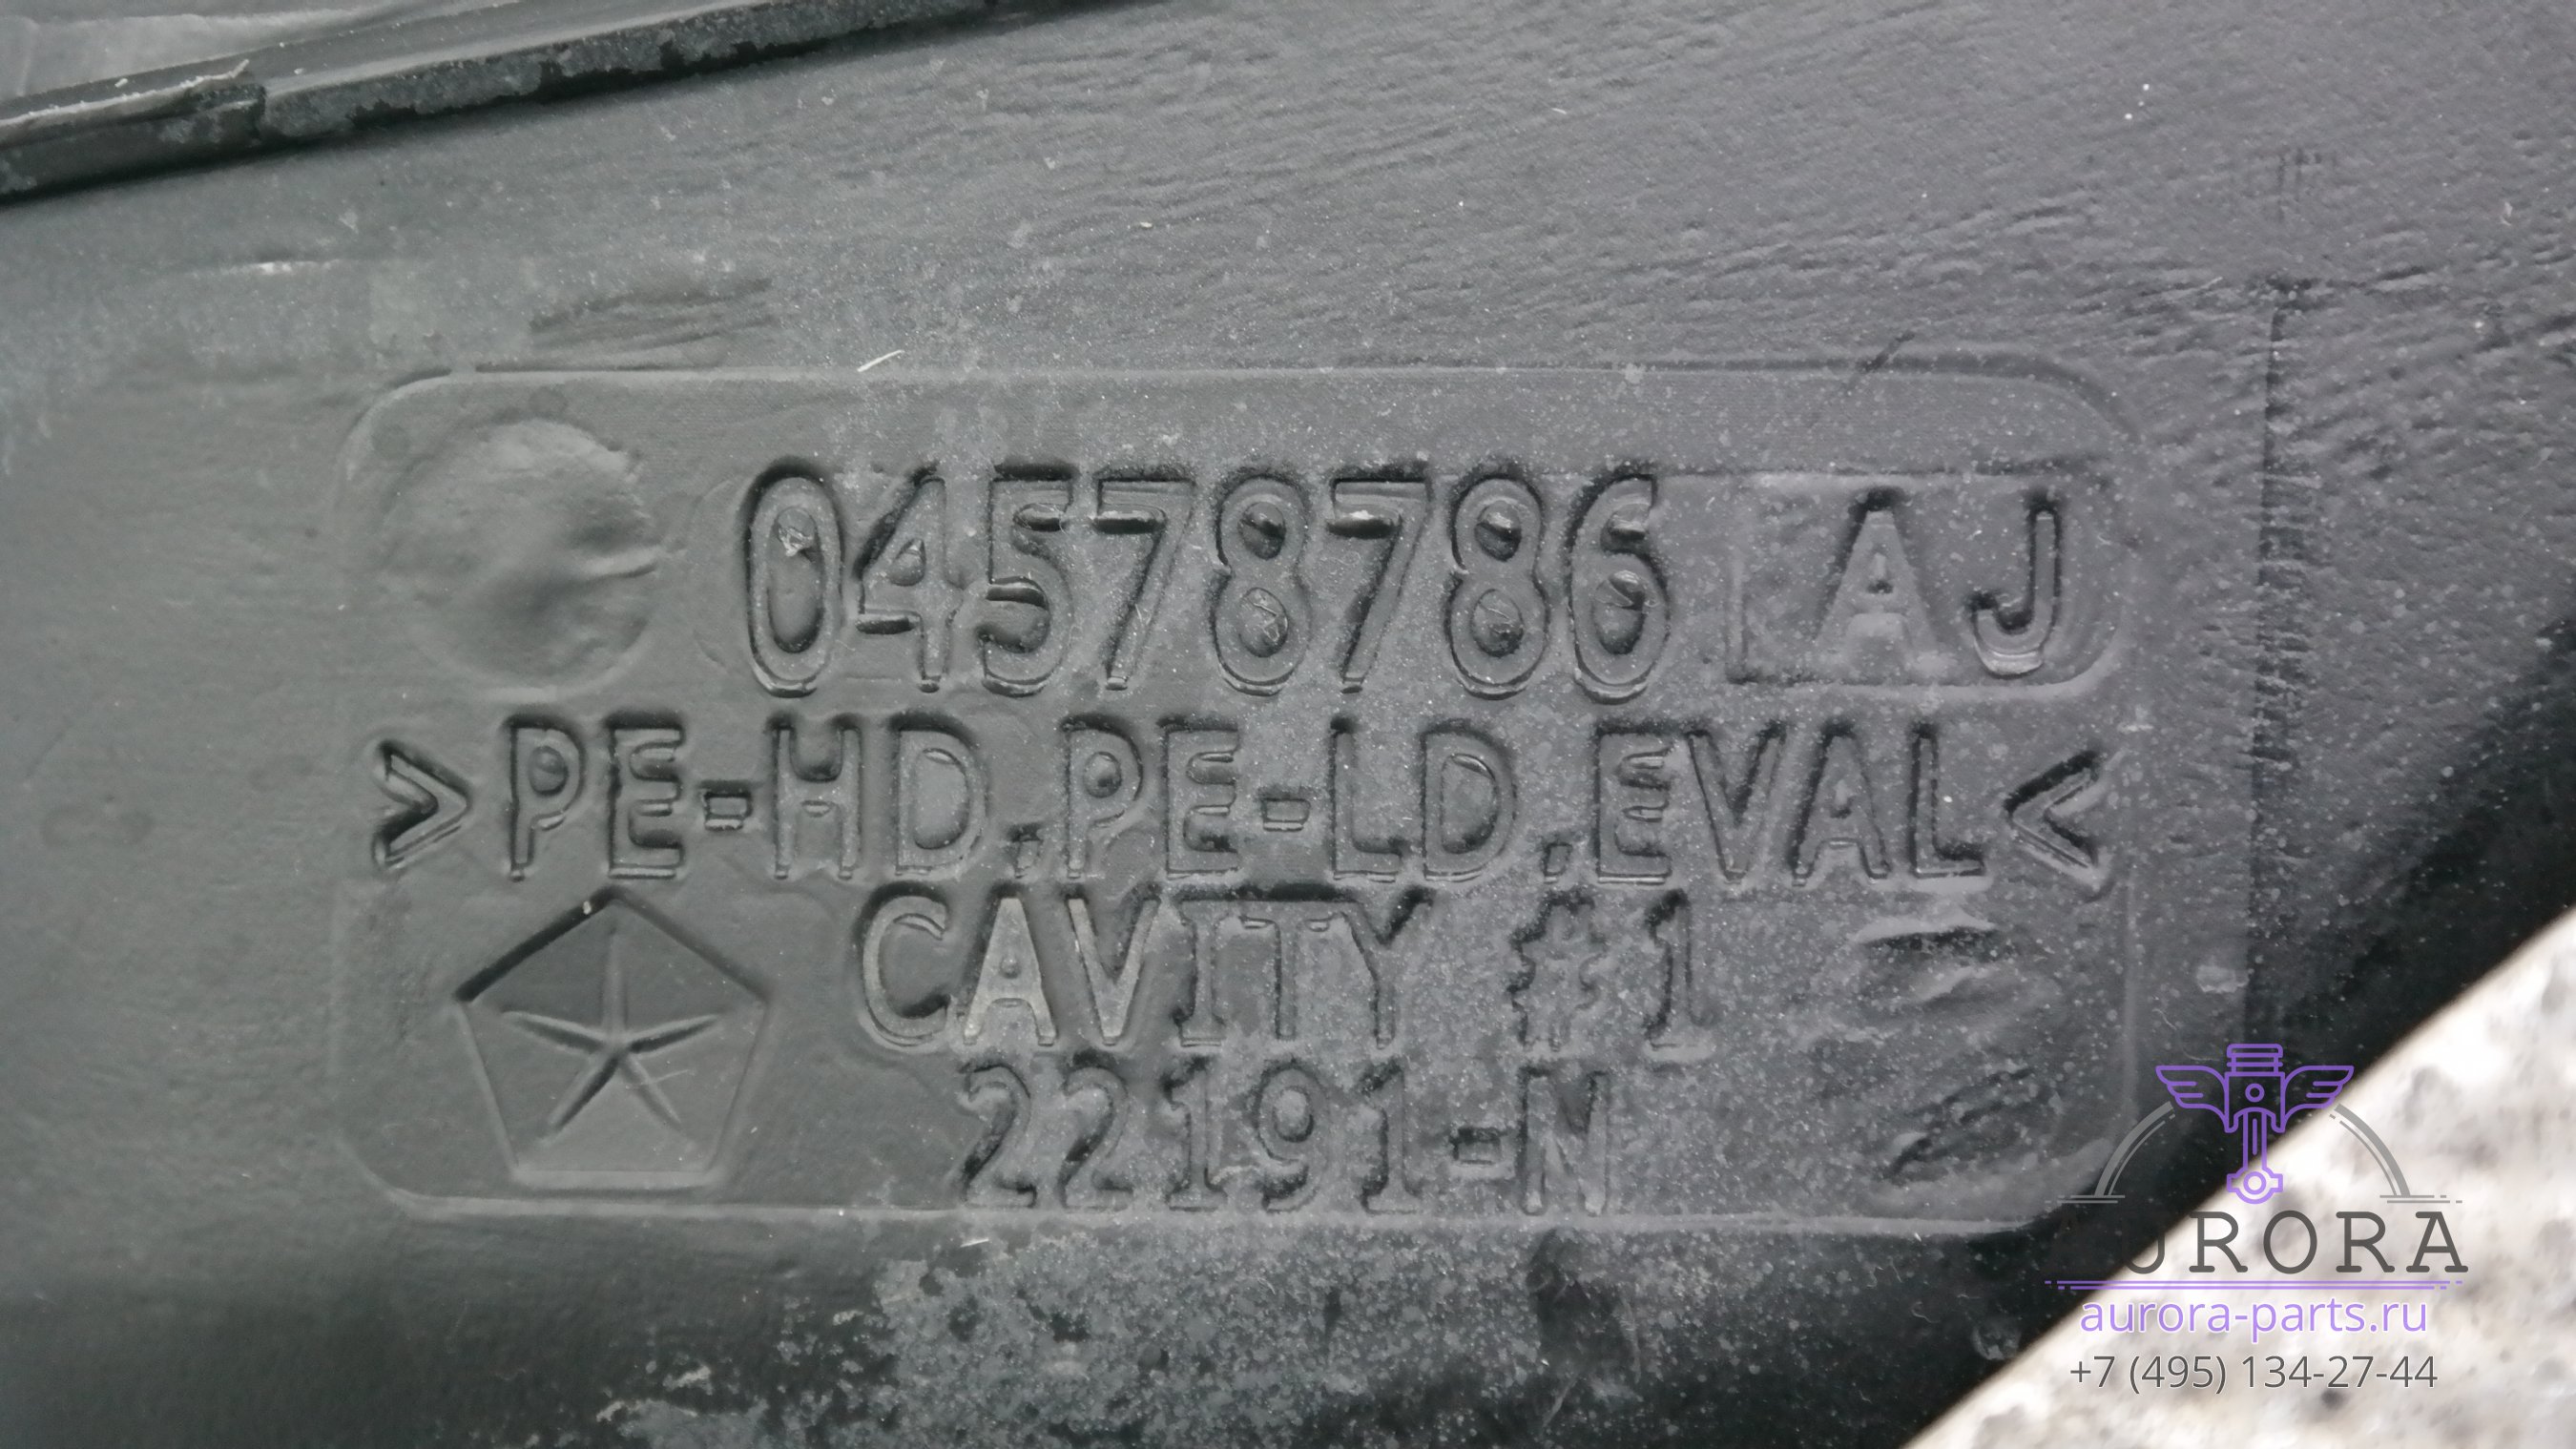 04578786 AJ
>PE-HD.PE-LD.EVAL<
CAVITY #1
22191-N
AURORA
aurora-parts.ru
+7 (495) 134-27-44